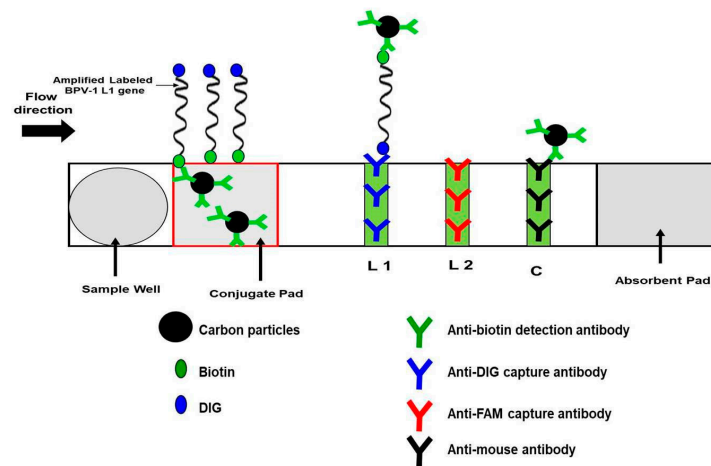 Amplified Labeled
BPV-1 L1 gene
Flow
direction
L 1
L 2
C
Sample Well
Conjugate Pad
Absorbent Pad
Carbon particles
Biotin
DIG
Anti-biotin detection antibody
Anti-DIG capture antibody
Anti-FAM capture antibody
Anti-mouse antibody